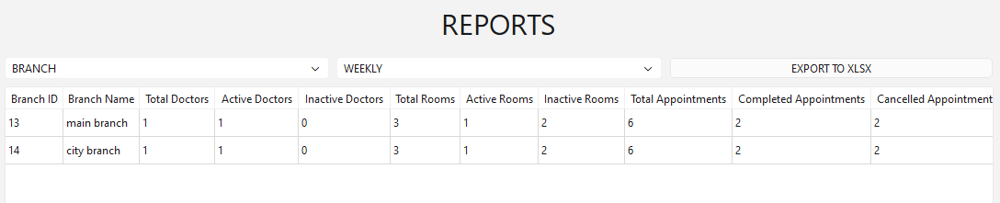 REPORTS
BRANCH WEEKLY EXPORT TO XLSX
Branch ID Branch Name Total Doctors Active Doctors Inactive Doctors Total Rooms Active Rooms Inactive Rooms Total Appointments Completed Appointments Cancelled Appointment
13 main branch 1 1 0 3 1 2 6 2 2
14 city branch 1 1 0 3 1 2 6 2 2